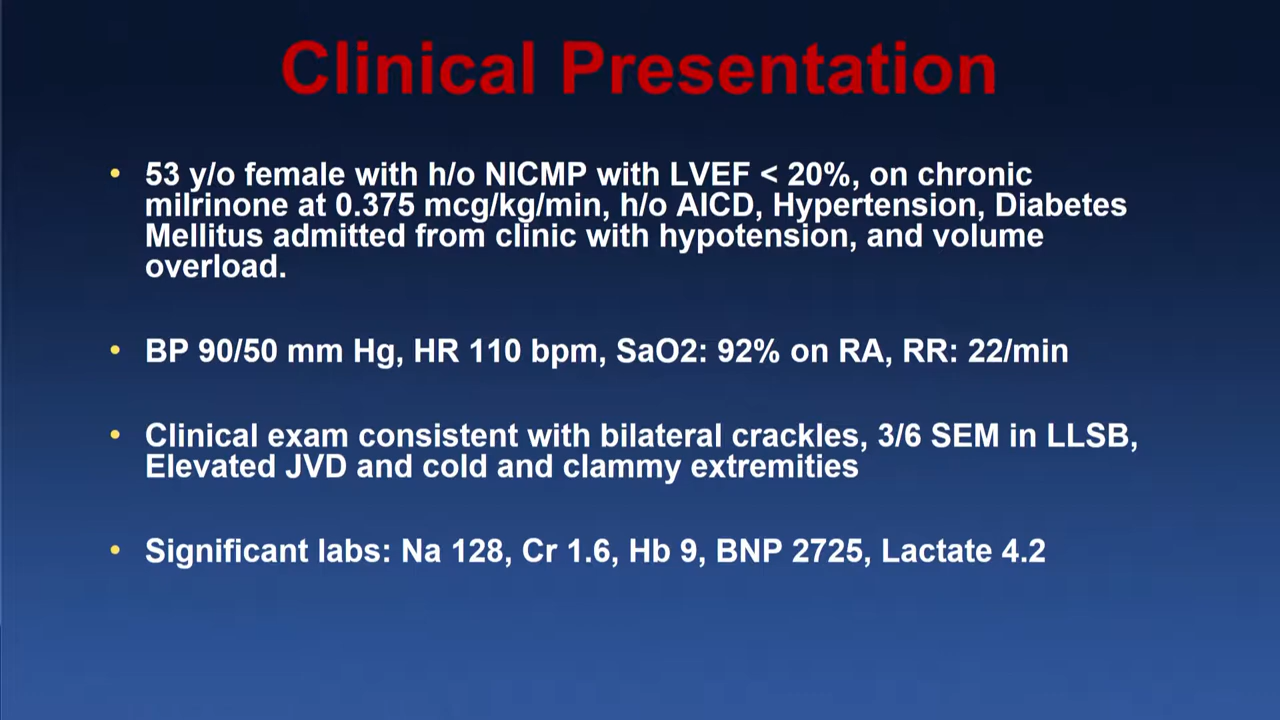 Clinical Presentation
• 53 y/o female with h/o NICMP with LVEF < 20%, on chronic
milrinone at 0.375 mcg/kg/min, h/o AICD, Hypertension, Diabetes
Mellitus admitted from clinic with hypotension, and volume
overload.
• BP 90/50 mm Hg, HR 110 bpm, SaO2: 92% on RA, RR: 22/min
• Clinical exam consistent with bilateral crackles, 3/6 SEM in LLSB,
Elevated JVD and cold and clammy extremities
• Significant labs: Na 128, Cr 1.6, Hb 9, BNP 2725, Lactate 4.2